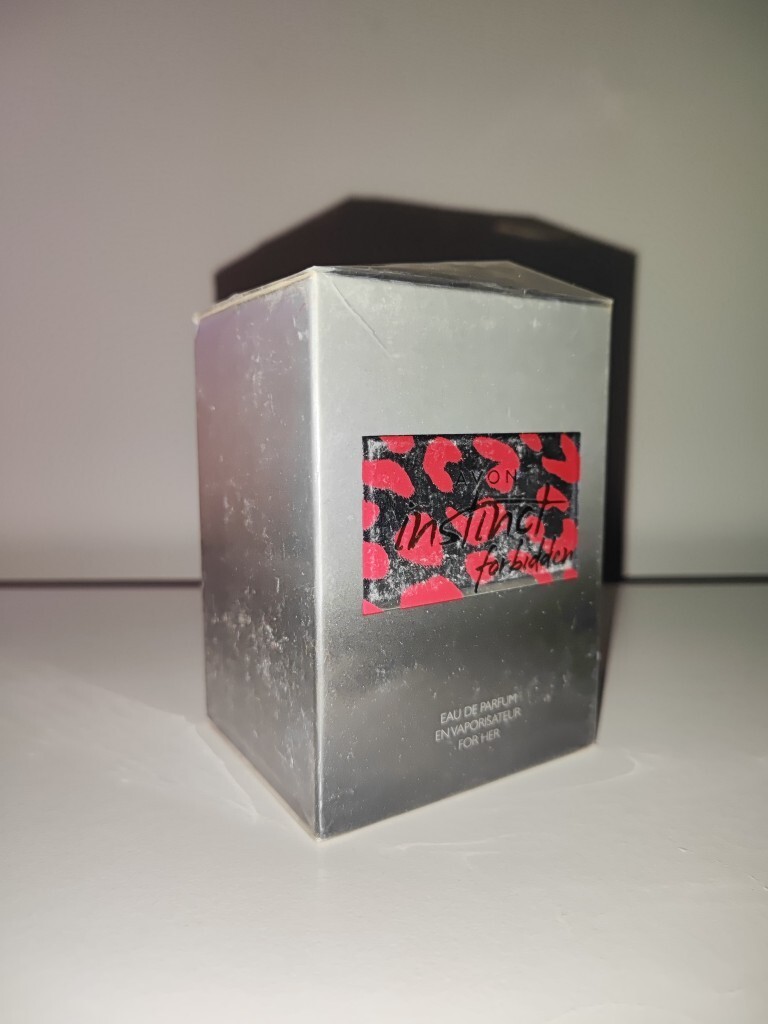 AVON
instinct
forbidden
EAU DE PARFUM
EN VAPORISATEUR
FOR HER